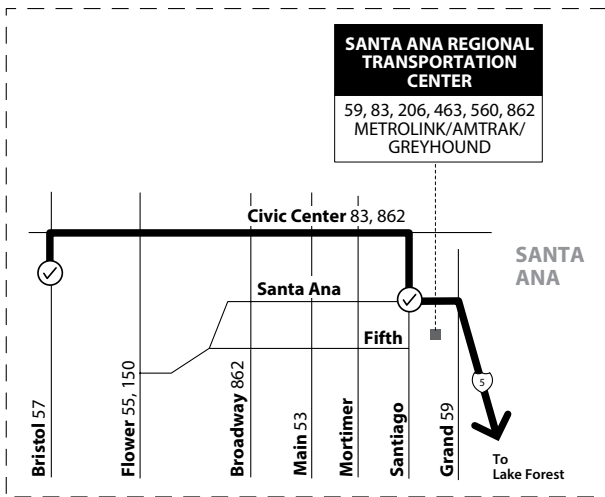 SANTA ANA REGIONAL
TRANSPORTATION
CENTER
59, 83, 206, 463, 560, 862
METROLINK/AMTRAK/
GREYHOUND
Civic Center 83, 862
SANTA
ANA
Santa Ana
Fifth
Bristol 57
Flower 55, 150
Broadway 862
Main 53
Mortimer
Santiago
Grand 59
5
To
Lake Forest